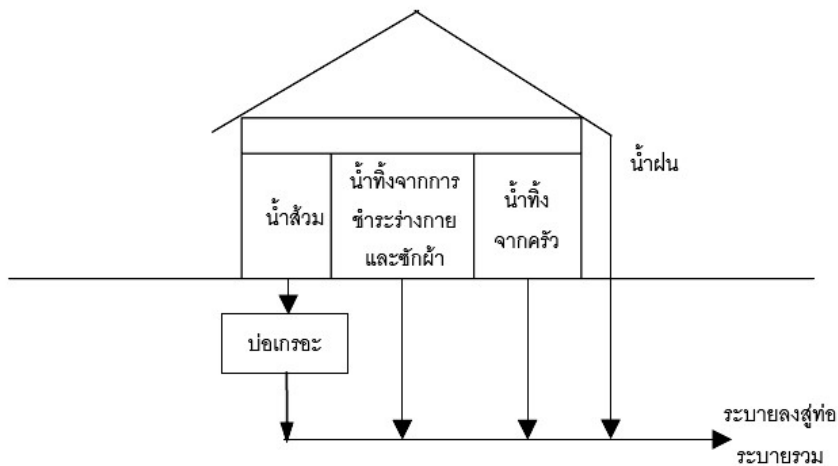 น้ำฝน
น้ำส้วม
น้ำทิ้งจากการ
ชำระร่างกาย
และซักผ้า
น้ำทิ้ง
จากครัว
บ่อเกรอะ
ระบายลงสู่ท่อ
ระบายรวม